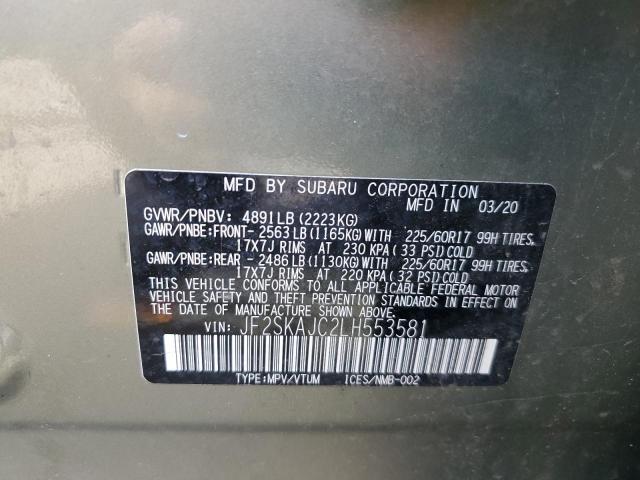 MFD BY SUBARU CORPORATION
GVWR/PNBV: 4891LB(2223KG) MFD IN 03/20
GAWR/PNBE:FRONT- 2563LB(1165KG)WITH 225/60R17 99H TIRES,
17X7J RIMS AT 230 KPA(33 PSI)COLD
GAWR/PNBE:REAR - 2486LB(1130KG)WITH 225/60R17 99H TIRES,
17X7J RIMS AT 220 KPA(32 PSI)COLD
THIS VEHICLE CONFORMS TO ALL APPLICABLE FEDERAL MOTOR
VEHICLE SAFETY AND THEFT PREVENTION STANDARDS IN EFFECT ON
THE DATE OF MANUFACTURE SHOWN ABOVE.
VIN: JF2SKAJC2LH553581
TYPE:MPV/VTUM ICES/NMB-002